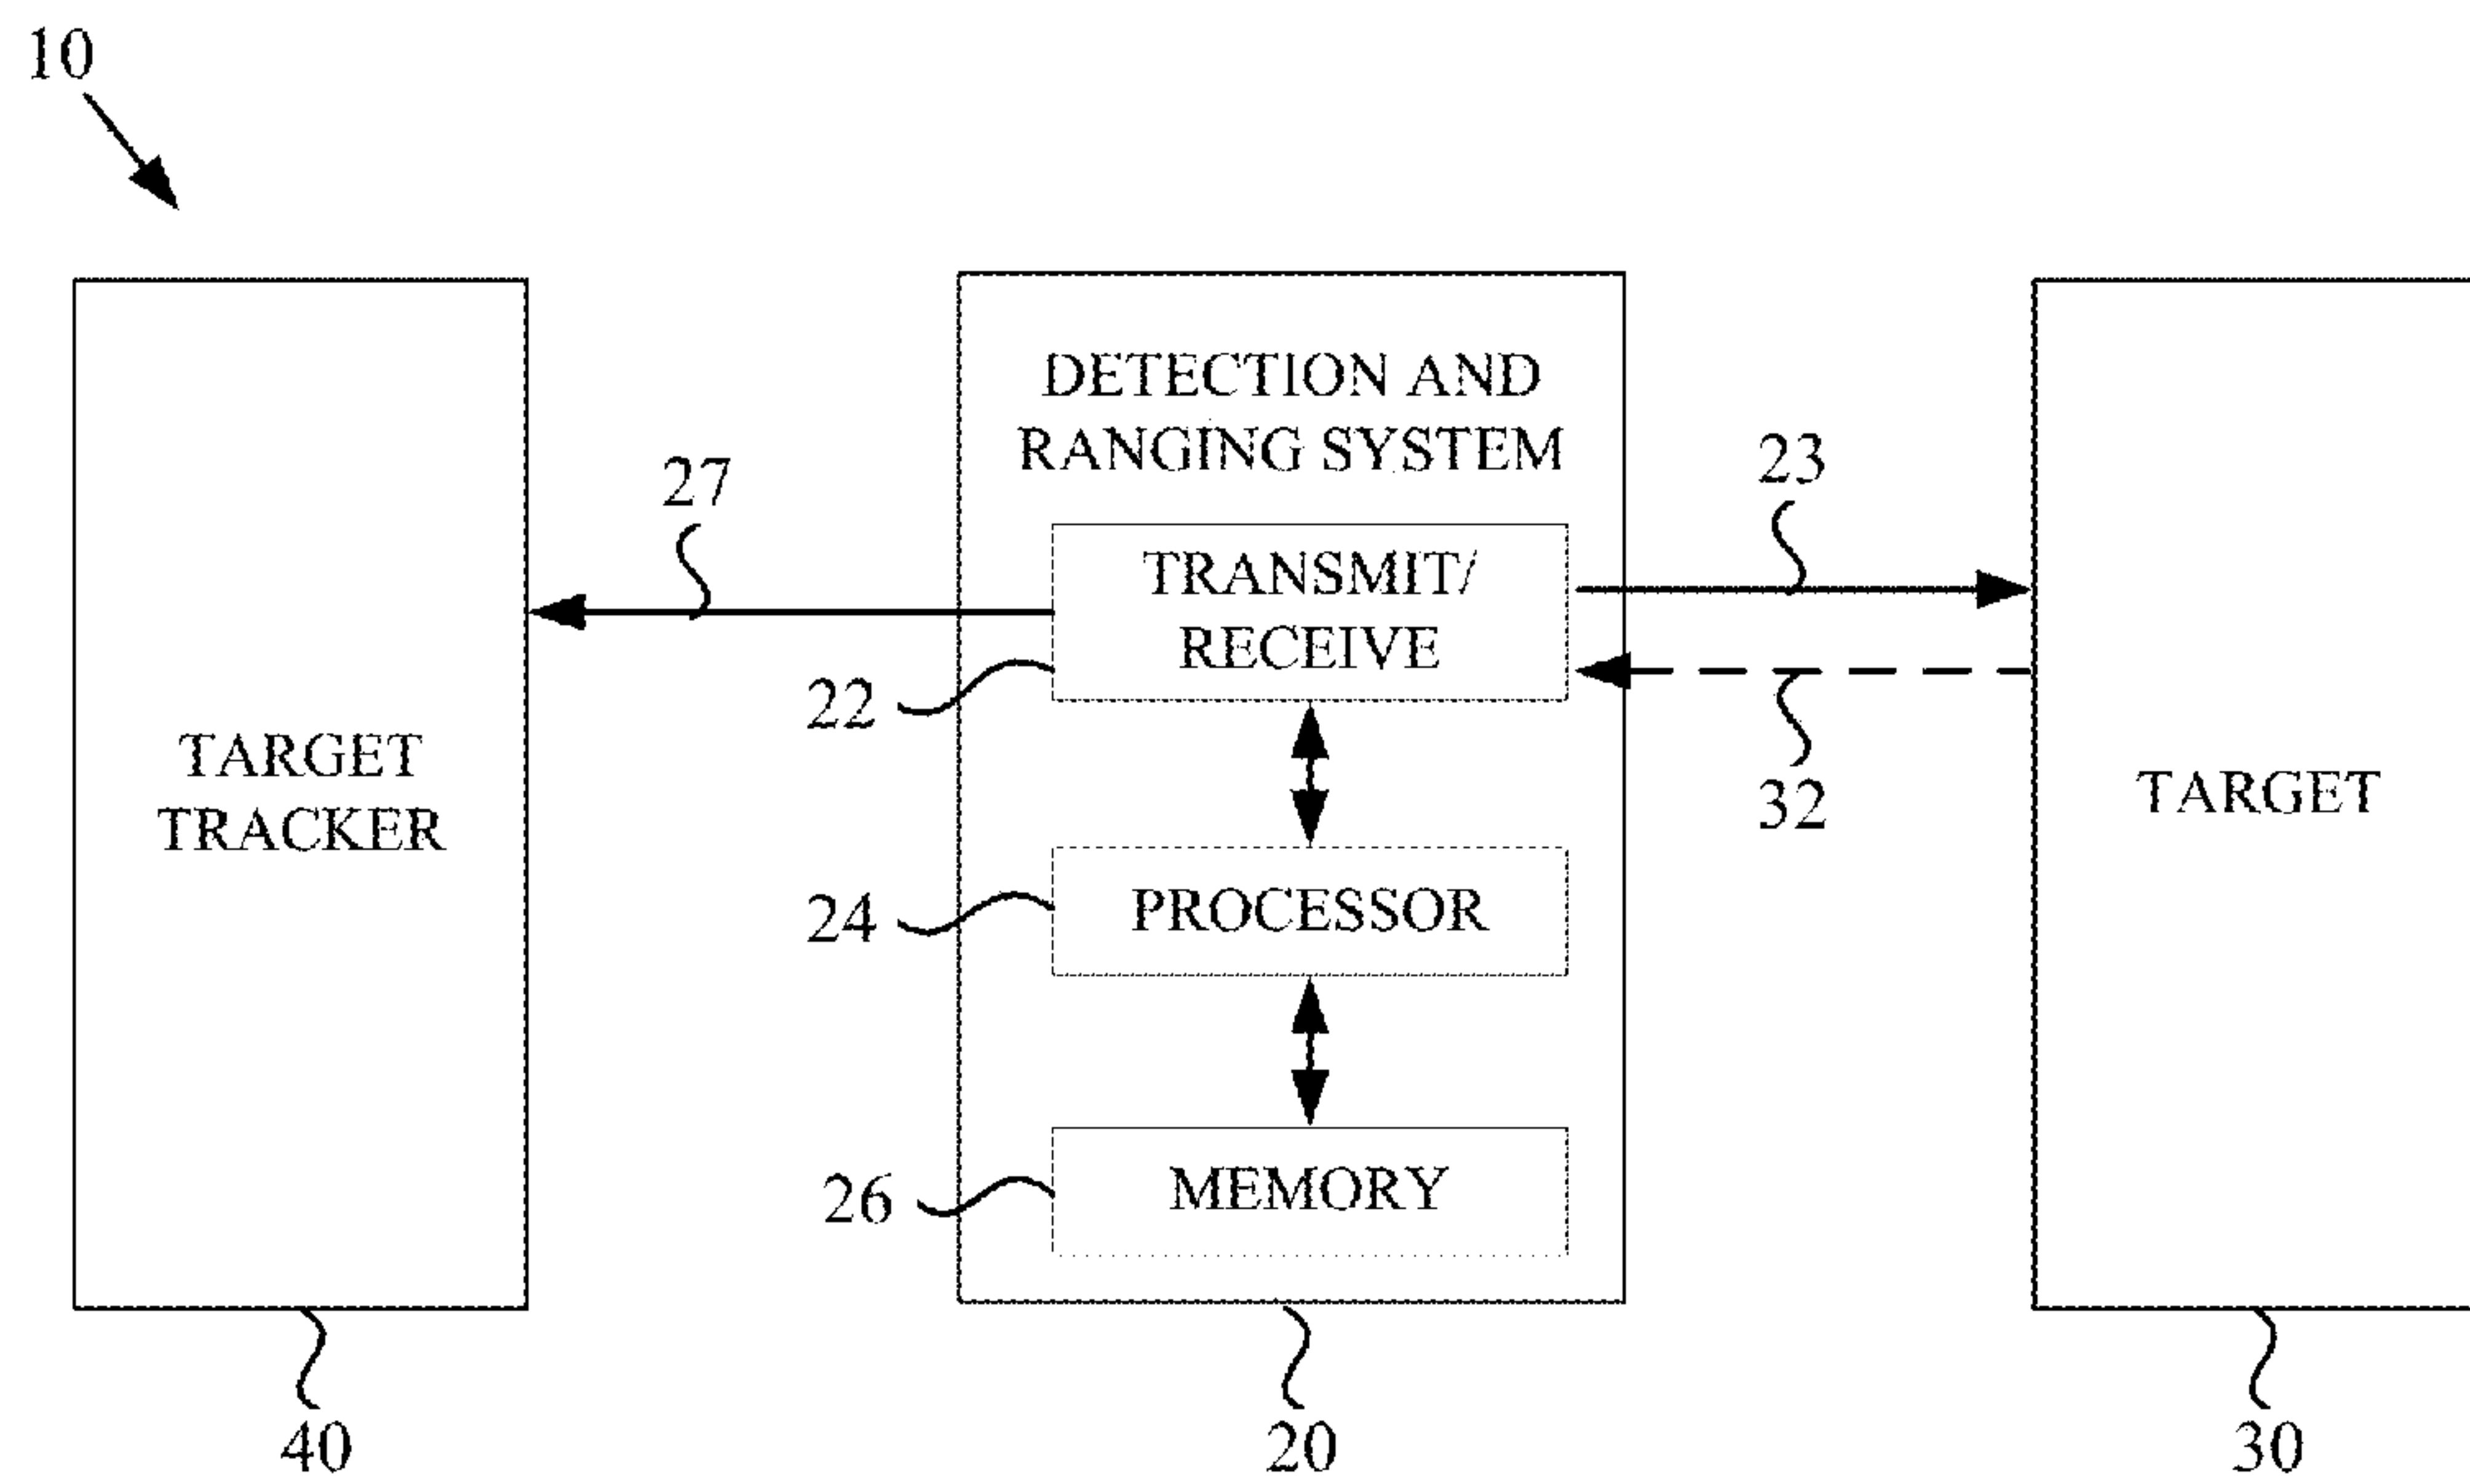 10
TARGET
TRACKER
40
27
DETECTION AND
RANGING SYSTEM
TRANSMIT/
RECEIVE
22
PROCESSOR
24
MEMORY
26
20
23
32
TARGET
30